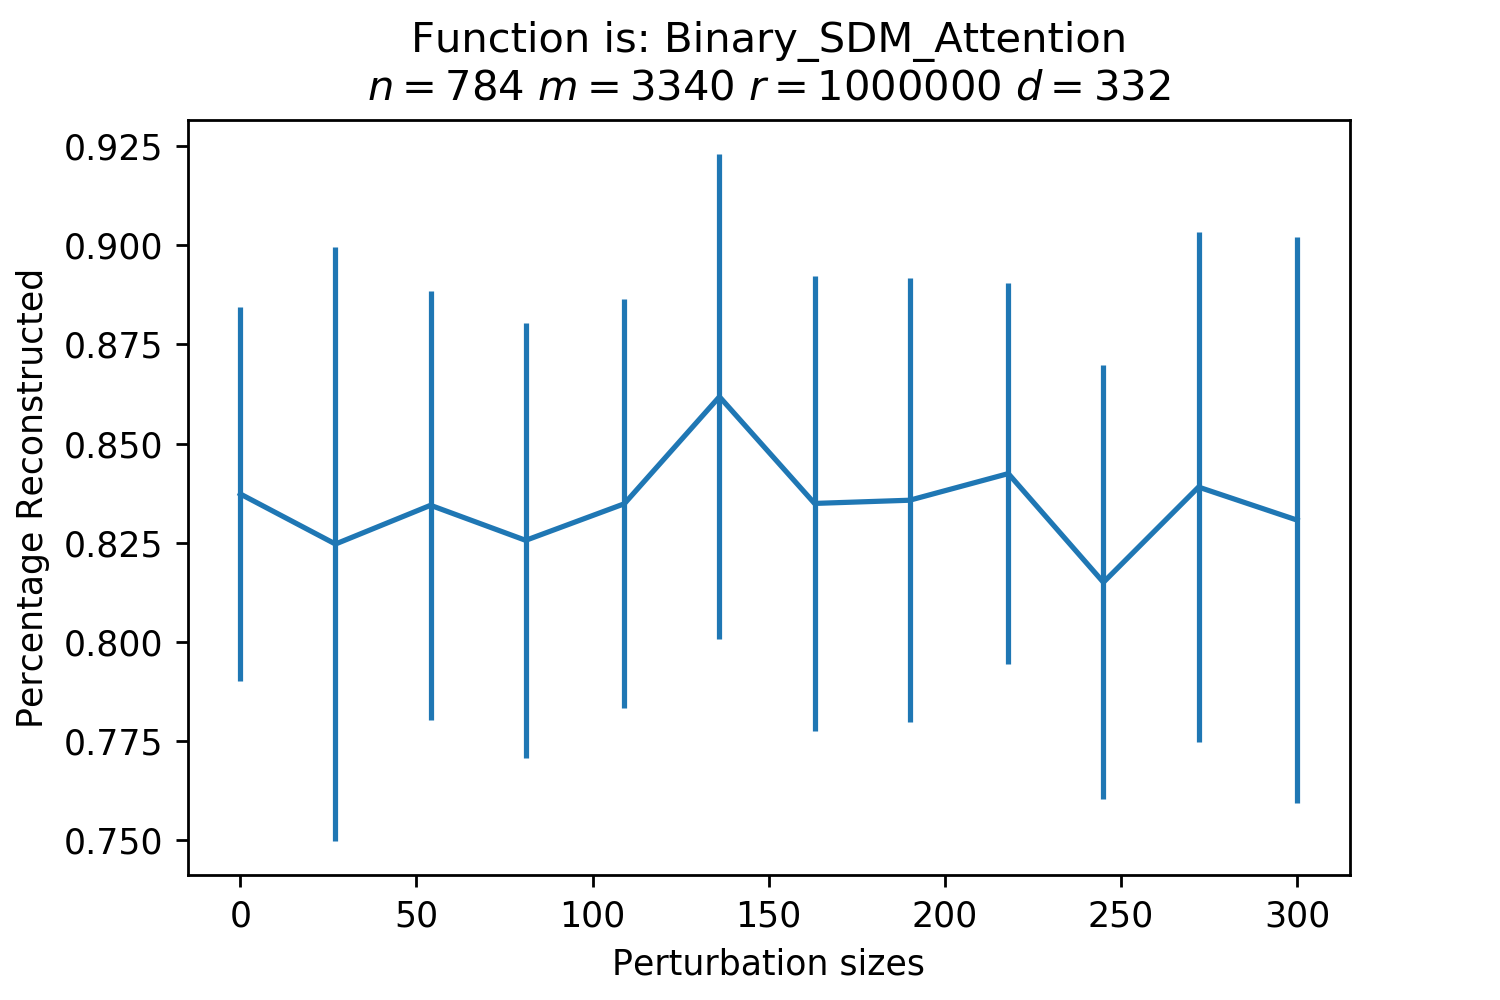 Function is: Binary_SDM_Attention
n = 784 m = 3340 r = 1000000 d = 332
0.925
0.900
0.875
0.850
0.825
0.800
0.775
0.750
Percentage Reconstructed
0 50 100 150 200 250 300
Perturbation sizes